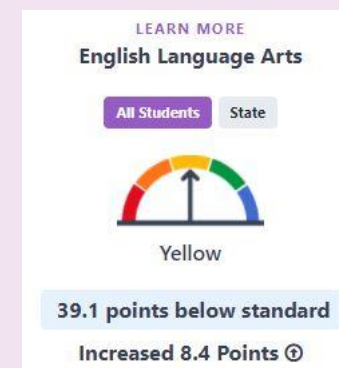 LEARN MORE
English Language Arts
All Students State
Yellow
39.1 points below standard
Increased 8.4 Points